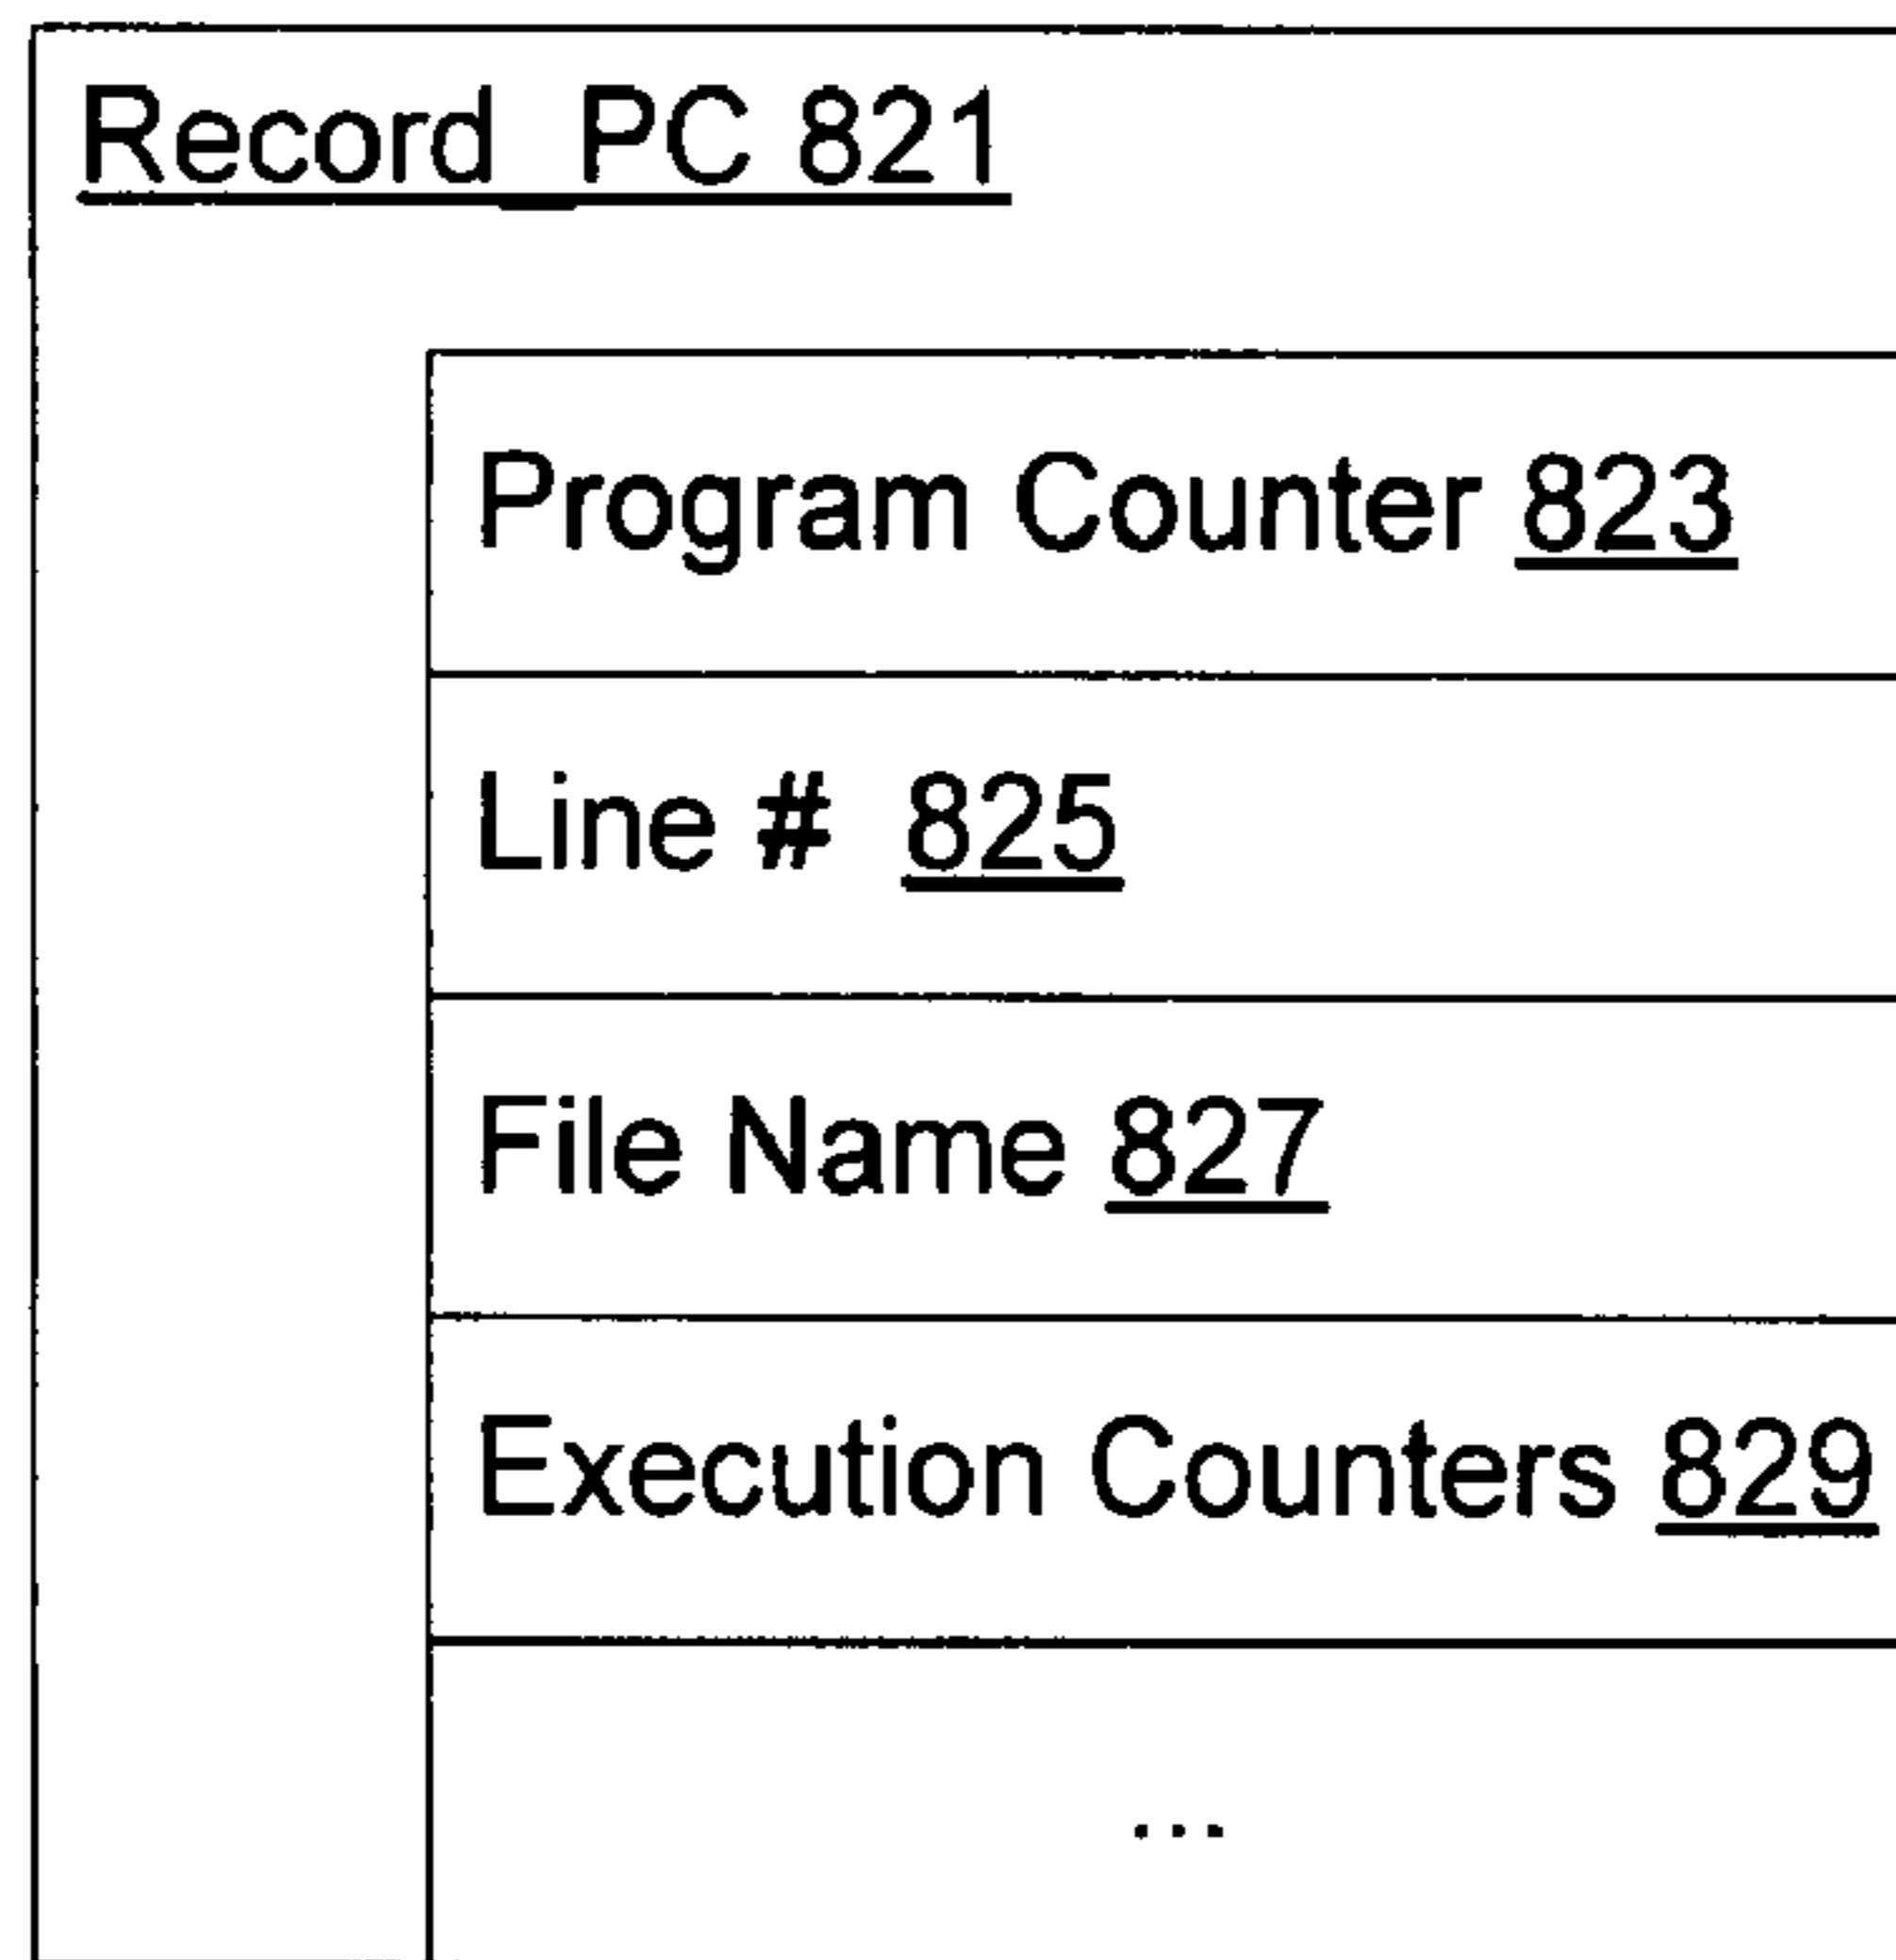 Record_PC 821
Program Counter 823
Line # 825
File Name 827
Execution Counters 829
...